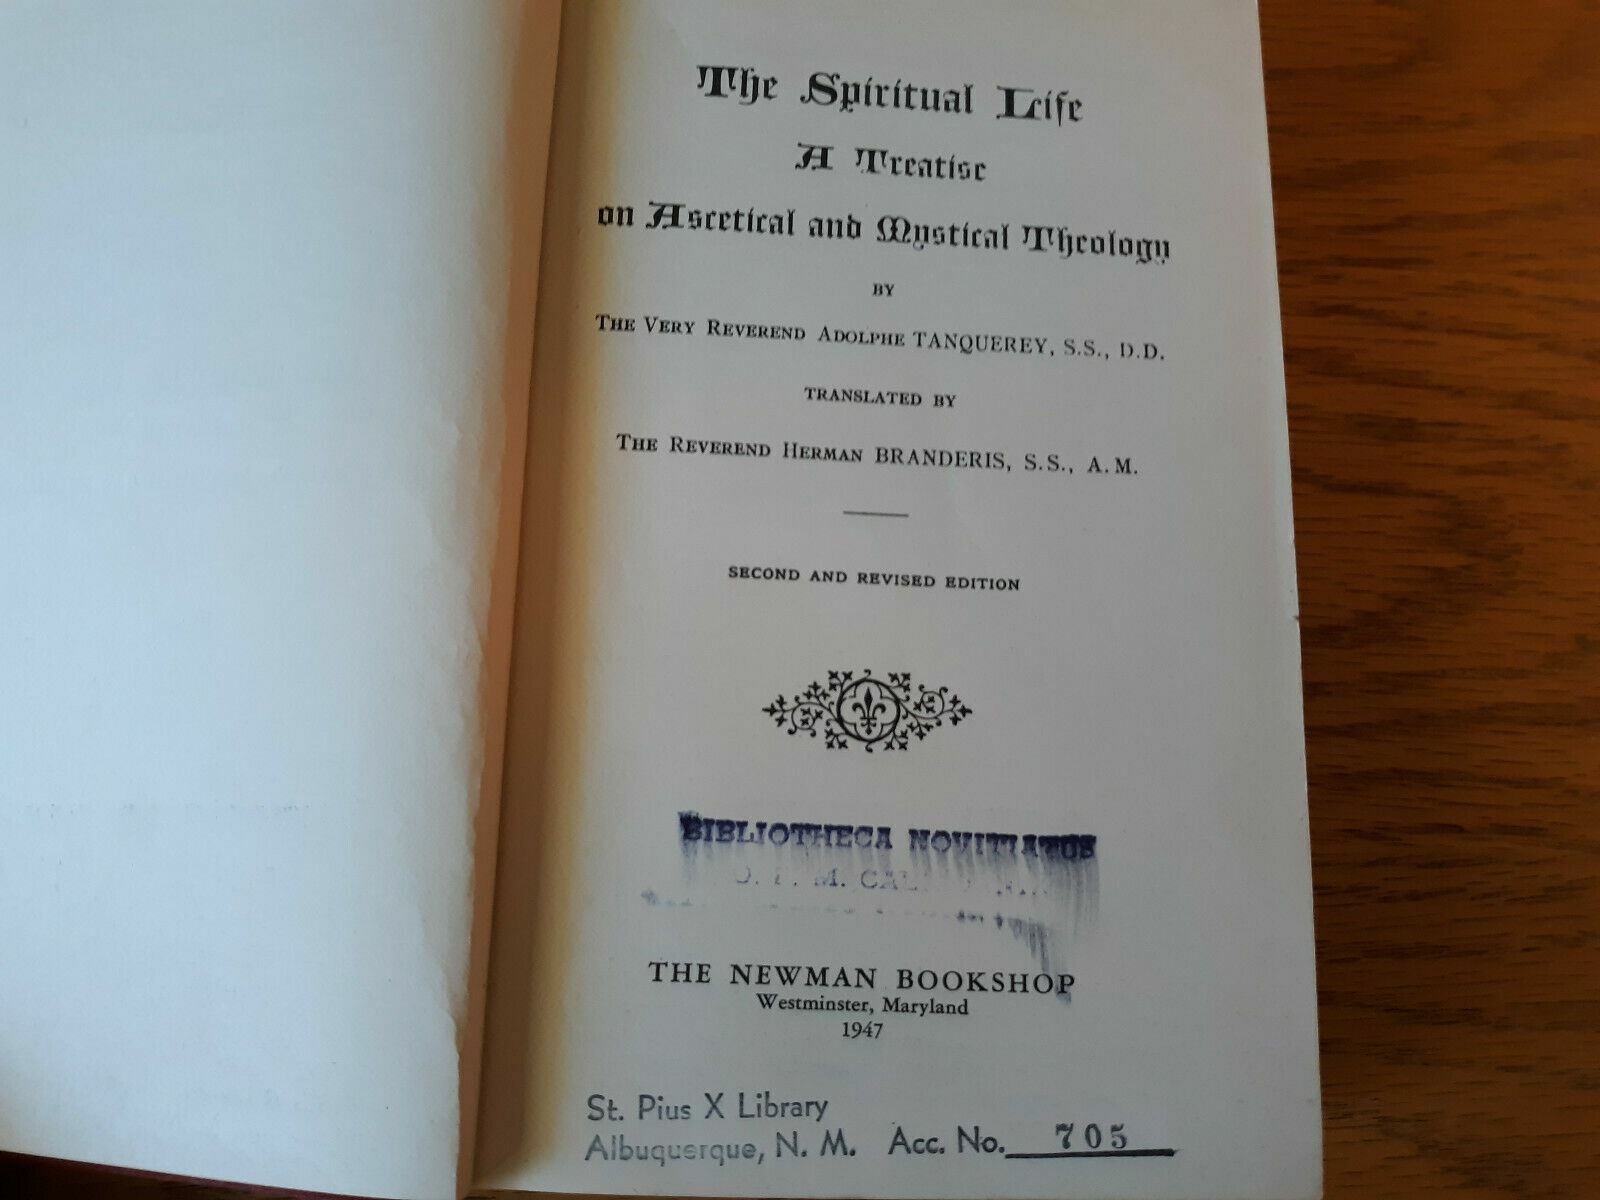 The Spiritual Life
A Treatise
on Ascetical and Mystical Theology
BY
THE VERY REVEREND ADOLPHE TANQUEREY, S.S., D.D.
TRANSLATED BY
THE REVEREND HERMAN BRANDERIS, S.S., A.M.
SECOND AND REVISED EDITION
BIBLIOTHECA NOVITIATUS
M.
THE NEWMAN BOOKSHOP
Westminster, Maryland
1947
St. Pius X Library
Albuquerque, N. M. Acc. No. 705